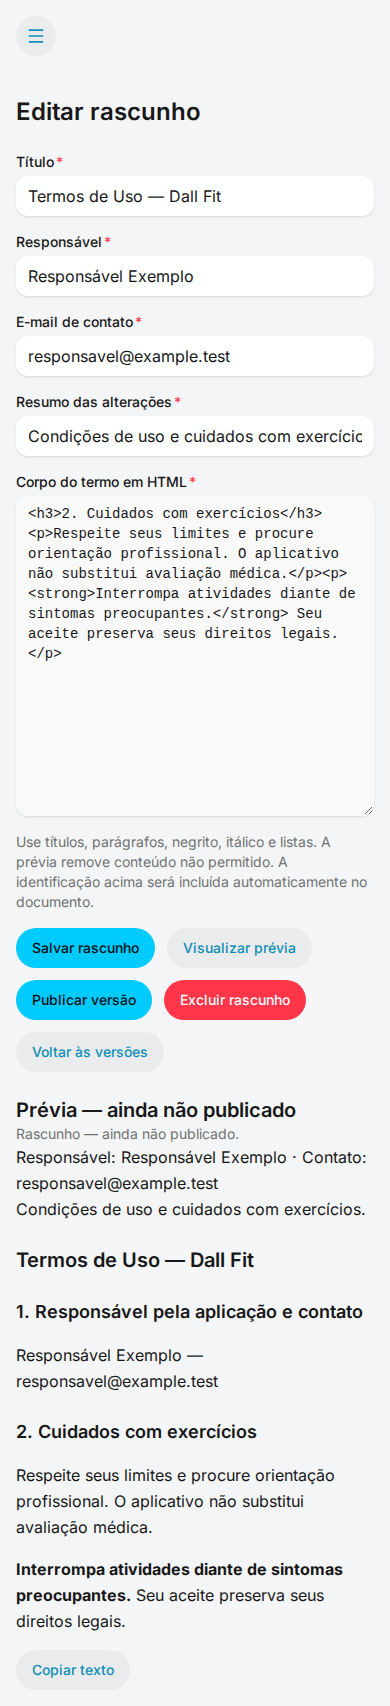 Editar rascunho
Título*
Termos de Uso — Dall Fit
Responsável*
Responsável Exemplo
E-mail de contato*
responsavel@example.test
Resumo das alterações*
Condições de uso e cuidados com exercíci
Corpo do termo em HTML*
<h3>2. Cuidados com exercícios</h3>
<p>Respeite seus limites e procure
orientação profissional. O aplicativo
não substitui avaliação médica.</p><p>
<strong>Interrompa atividades diante de
sintomas preocupantes.</strong> Seu
aceite preserva seus direitos legais.
</p>
Use títulos, parágrafos, negrito, itálico e listas. A
prévia remove conteúdo não permitido. A
identificação acima será incluída automaticamente no
documento.
Salvar rascunho
Visualizar prévia
Publicar versão
Excluir rascunho
Voltar às versões
Prévia — ainda não publicado
Rascunho — ainda não publicado.
Responsável: Responsável Exemplo · Contato:
responsavel@example.test
Condições de uso e cuidados com exercícios.
Termos de Uso — Dall Fit
1. Responsável pela aplicação e contato
Responsável Exemplo —
responsavel@example.test
2. Cuidados com exercícios
Respeite seus limites e procure orientação
profissional. O aplicativo não substitui
avaliação médica.
Interrompa atividades diante de sintomas
preocupantes. Seu aceite preserva seus
direitos legais.
Copiar texto